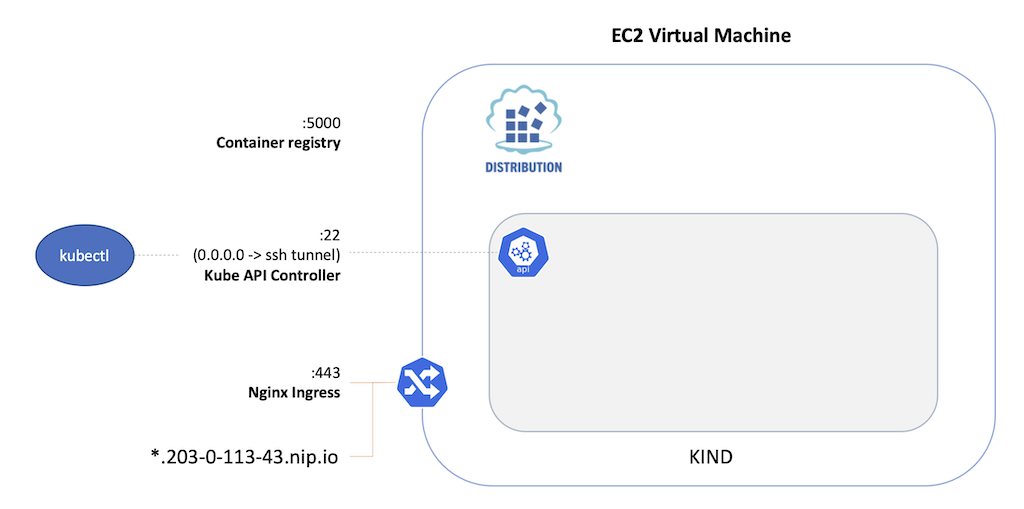 EC2 Virtual Machine
:5000
Container registry
DISTRIBUTION
:22
kubectl
(0.0.0.0 -> ssh tunnel)
Kube API Controller
api
:443
Nginx Ingress
*.203-0-113-43.nip.io
KIND